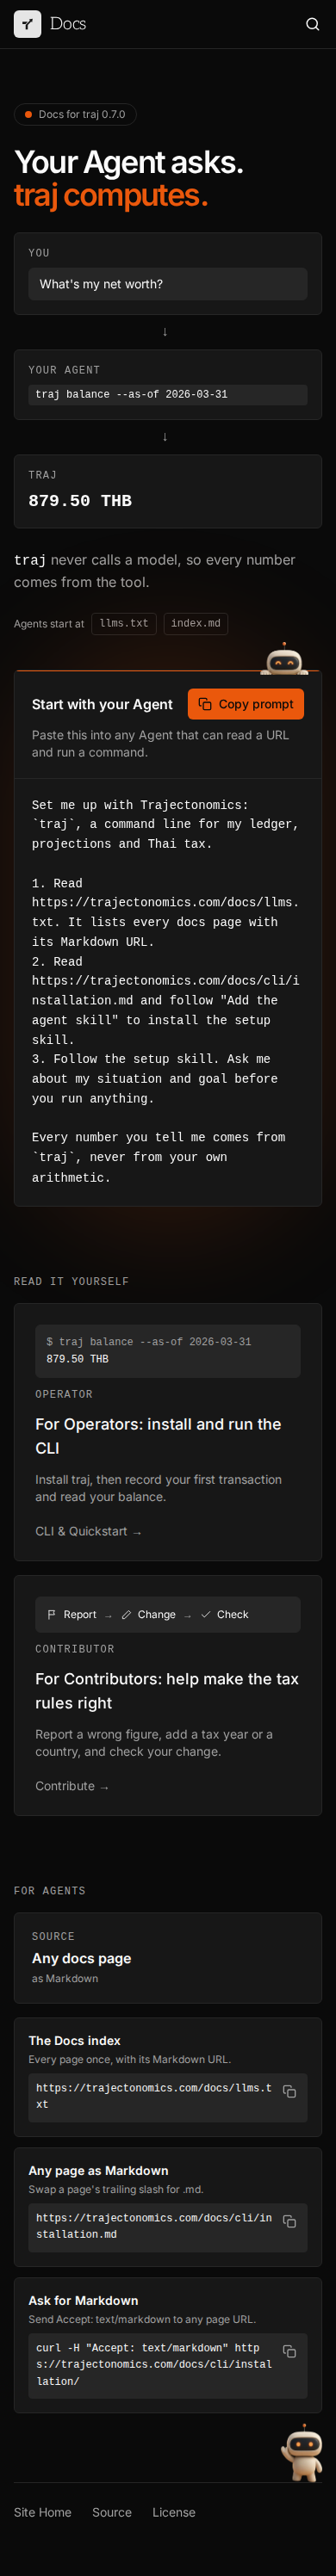 Docs
Docs for traj 0.7.0
Your Agent asks.
traj computes.
YOU
What's my net worth?
↓
YOUR AGENT
traj balance --as-of 2026-03-31
↓
TRAJ
879.50 THB
traj never calls a model, so every number
comes from the tool.
Agents start at llms.txt index.md
Start with your Agent
Copy prompt
Paste this into any Agent that can read a URL
and run a command.
Set me up with Trajectonomics:
`traj`, a command line for my ledger,
projections and Thai tax.
1. Read
https://trajectonomics.com/docs/llms.
txt. It lists every docs page with
its Markdown URL.
2. Read
https://trajectonomics.com/docs/cli/i
nstallation.md and follow "Add the
agent skill" to install the setup
skill.
3. Follow the setup skill. Ask me
about my situation and goal before
you run anything.
Every number you tell me comes from
`traj`, never from your own
arithmetic.
READ IT YOURSELF
$ traj balance --as-of 2026-03-31
879.50 THB
OPERATOR
For Operators: install and run the
CLI
Install traj, then record your first transaction
and read your balance.
CLI & Quickstart →
Report → Change → Check
CONTRIBUTOR
For Contributors: help make the tax
rules right
Report a wrong figure, add a tax year or a
country, and check your change.
Contribute →
FOR AGENTS
SOURCE
Any docs page
as Markdown
The Docs index
Every page once, with its Markdown URL.
https://trajectonomics.com/docs/llms.t
xt
Any page as Markdown
Swap a page's trailing slash for .md.
https://trajectonomics.com/docs/cli/in
stallation.md
Ask for Markdown
Send Accept: text/markdown to any page URL.
curl -H "Accept: text/markdown" http
s://trajectonomics.com/docs/cli/instal
lation/
Site Home Source License